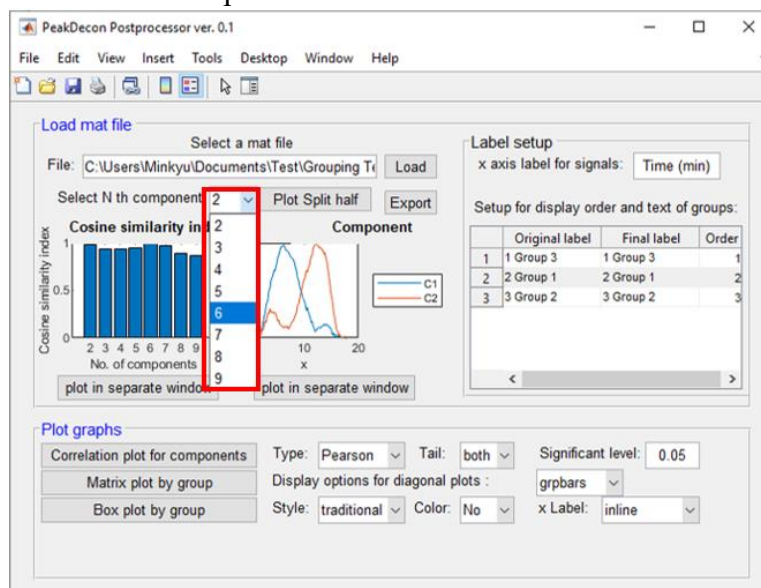 PeakDecon Postprocessor ver. 0.1
File Edit View Insert Tools Desktop Window Help
Load mat file
Select a mat file
File: C:\Users\Minkyu\Documents\Test\Grouping Te Load
Select N th component 2 Plot Split half Export
2
3
4
5
6
7
8
9
Cosine similarity ind
Cosine similarity index
1
0.5
0
2 3 4 5 6 7 8 9
No. of components
plot in separate window
Component
C1
C2
10 20
x
plot in separate window
Label setup
x axis label for signals: Time (min)
Setup for display order and text of groups:
Original label Final label Order
1 1 Group 3 1 Group 3 1
2 2 Group 1 2 Group 1 2
3 3 Group 2 3 Group 2 3
Plot graphs
Correlation plot for components Type: Pearson Tail: both Significant level: 0.05
Matrix plot by group Display options for diagonal plots : grpbars
Box plot by group Style: traditional Color: No x Label: inline